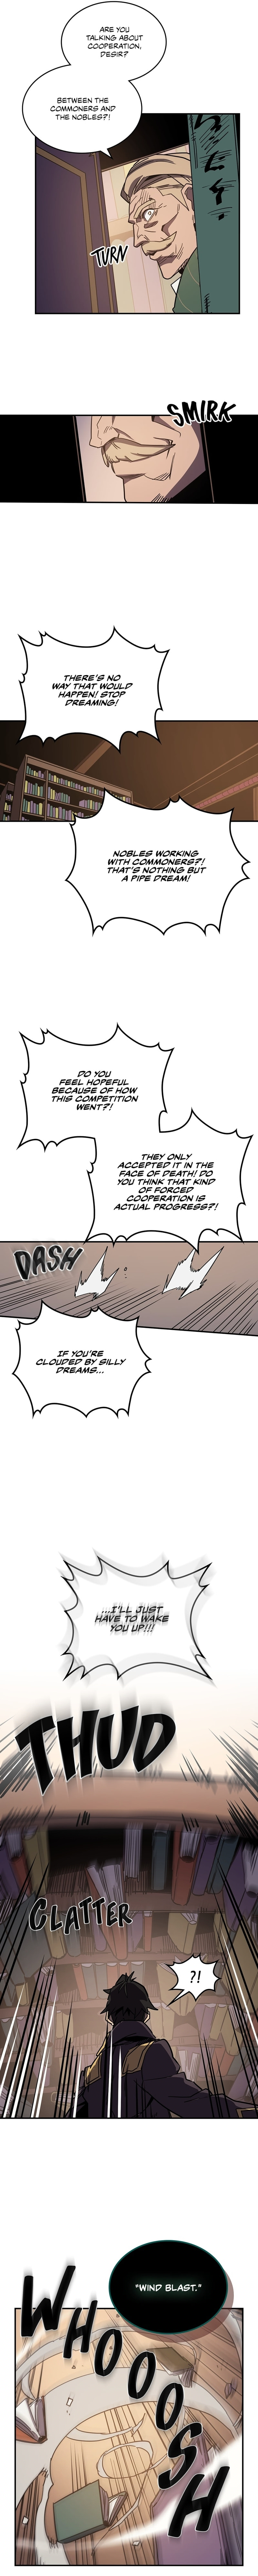 ARE YOU
TALKING ABOUT
COOPERATION,
DESIR?
BETWEEN THE
COMMONERS AND
THE NOBLES?!
TURN
SMIRK
THERE'S NO
WAY THAT WOULD
HAPPEN! STOP
DREAMING!
NOBLES WORKING
WITH COMMONERS?!
THAT'S NOTHING BUT
A PIPE DREAM!
DO YOU
FEEL HOPEFUL
BECAUSE OF HOW
THIS COMPETITION
WENT?!
THEY ONLY
ACCEPTED IT IN THE
FACE OF DEATH! DO
YOU THINK THAT KIND
OF FORCED
COOPERATION IS
ACTUAL PROGRESS?!
DASH
IF YOU'RE
CLOUDED BY SILLY
DREAMS...
...I'LL JUST
HAVE TO WAKE
YOU UP!!!
THUD
CLATTER
?!
"WIND BLAST."
WHOOOSH